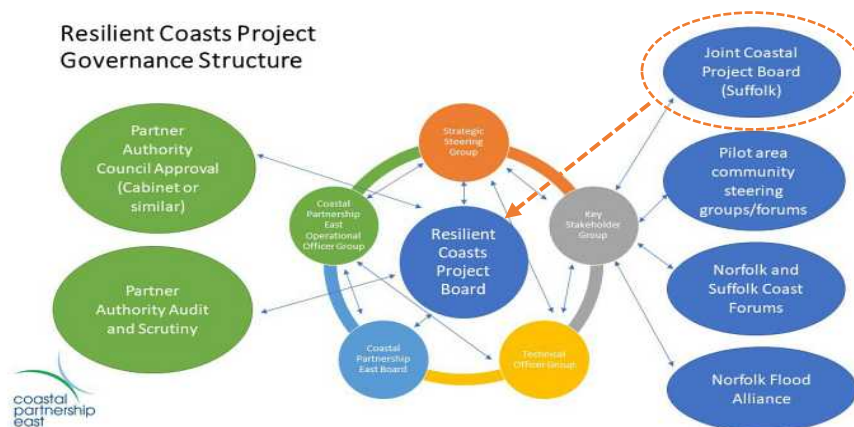 Resilient Coasts Project
Governance Structure
Partner
Authority
Council Approval
(Cabinet or
similar)
Partner
Authority Audit
and Scrutiny
Strategic
Steering
Group
Coastal
Partnership
East
Operational
Officer Group
Resilient
Coasts
Project
Board
Key
Stakeholder
Group
Coastal
Partnership
East Board
Technical
Officer Group
Joint Coastal
Project Board
(Suffolk)
Pilot area
community
steering
groups/forums
Norfolk and
Suffolk Coast
Forums
Norfolk Flood
Alliance
coastal
partnership
east